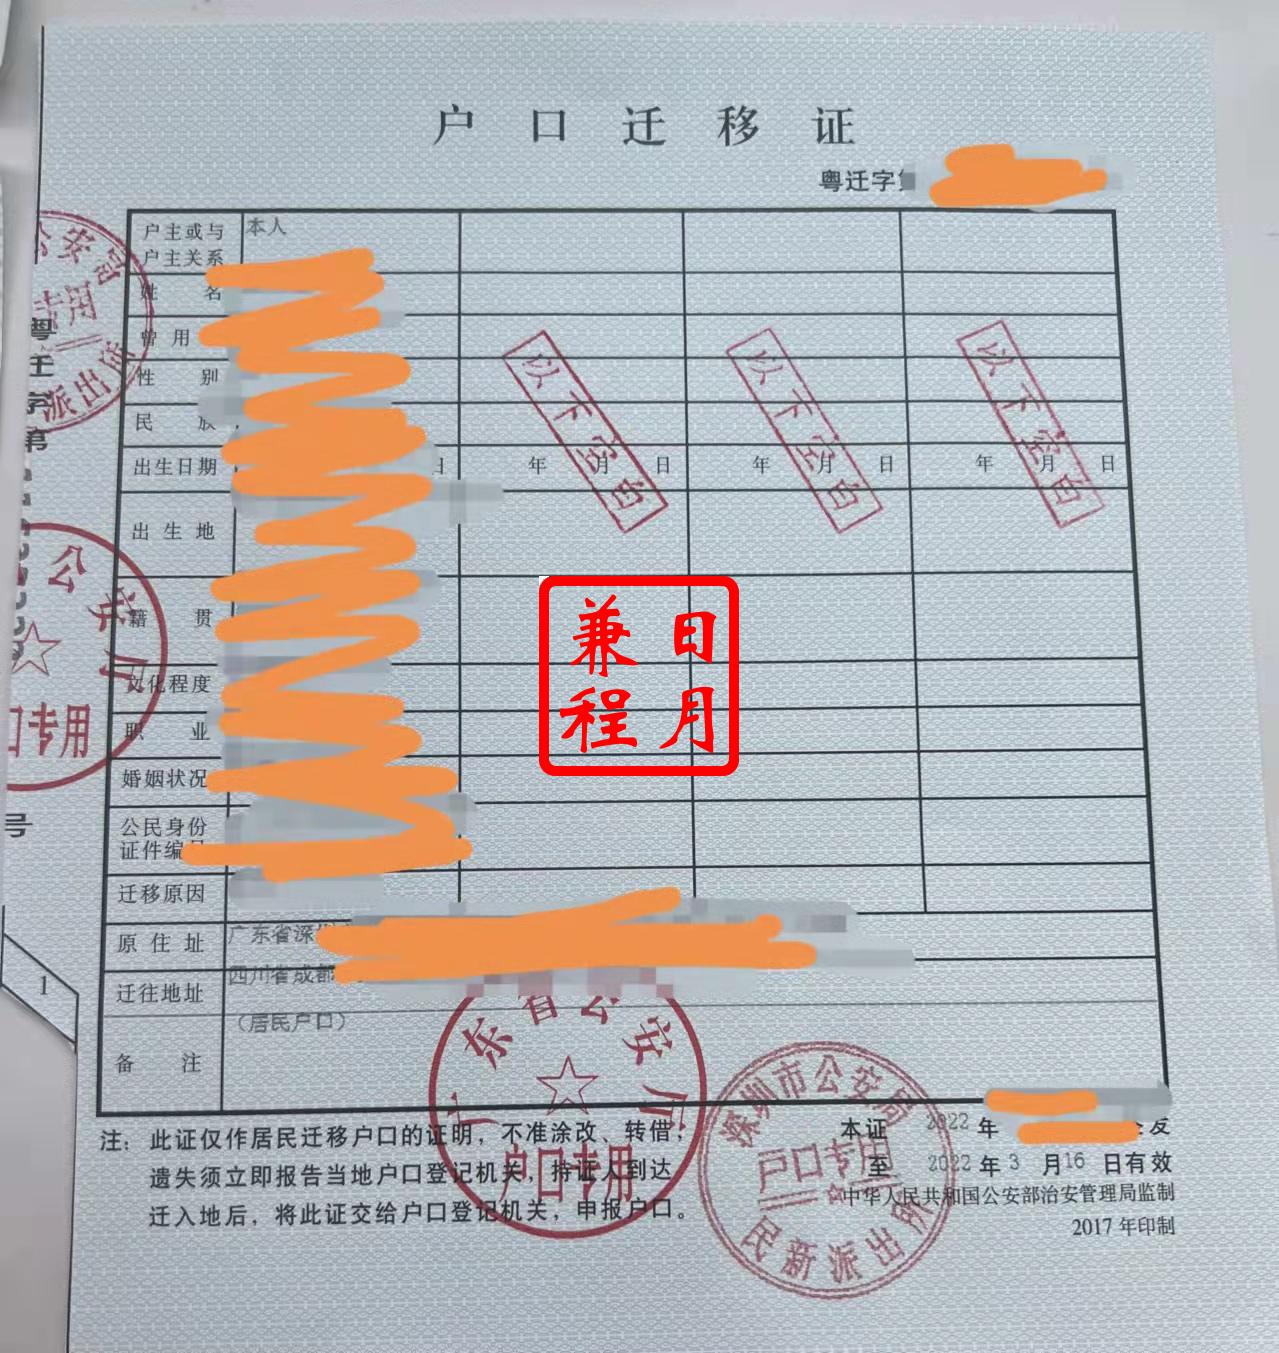 户口迁移证
粤迁字
户主或与
户主关系
本人
姓 名
曾用
性 别
民
出生日期
日
年 月 日
年 月 日
年 月 日
以下空白
以下空白
以下空白
出生地
籍 贯
文化程度
职 业
婚姻状况
公民身份
证件编号
迁移原因
原住址
广东省深
迁往地址
四川省成都
备 注
（居民户口）
日月
兼程
公安局
专用
派出所
粤
字第
公安厅
口专用
号
1
广东省公安厅
户口专用
深圳市公安局
户口专用
民新派出所
注：此证仅作居民迁移户口的证明，不准涂改、转借，
遗失须立即报告当地户口登记机关，持证人到达
迁入地后，将此证交给户口登记机关，申报户口。
本证 2022 年 发
至 2022 年 3 月 16 日有效
中华人民共和国公安部治安管理局监制
2017 年印制